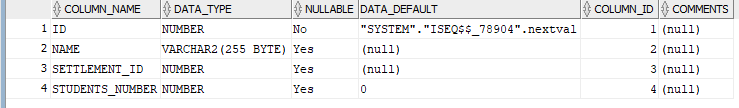 COLUMN_NAME DATA_TYPE NULLABLE DATA_DEFAULT COLUMN_ID COMMENTS
1 ID NUMBER No "SYSTEM"."ISEQ$$_78904".nextval 1 (null)
2 NAME VARCHAR2(255 BYTE) Yes (null) 2 (null)
3 SETTLEMENT_ID NUMBER Yes (null) 3 (null)
4 STUDENTS_NUMBER NUMBER Yes 0 4 (null)